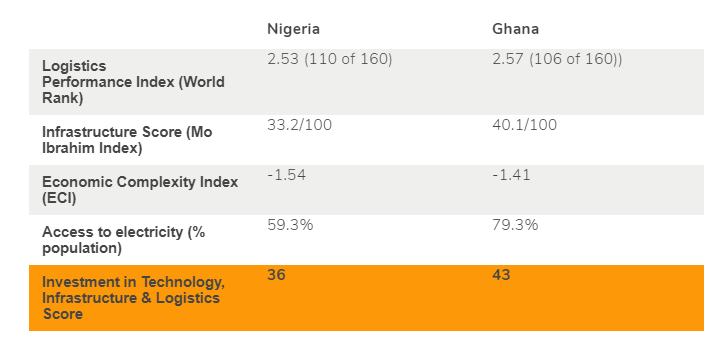 Nigeria Ghana
Logistics 2.53 (110 of 160) 2.57 (106 of 160))
Performance Index (World
Rank)
Infrastructure Score (Mo 33.2/100 40.1/100
Ibrahim Index)
Economic Complexity Index -1.54 -1.41
(ECI)
Access to electricity (% 59.3% 79.3%
population)
Investment in Technology, 36 43
Infrastructure & Logistics
Score